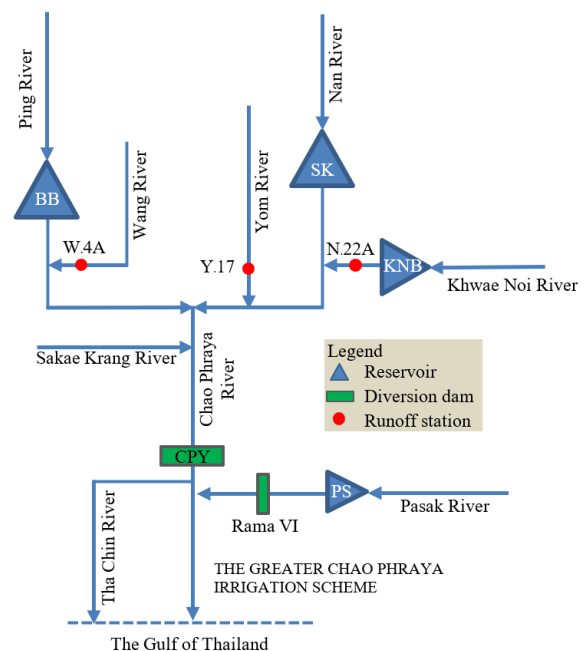 Ping River
Nan River
BB
Wang River
Yom River
SK
W.4A
Y.17
N.22A
KNB
Khwae Noi River
Sakae Krang River
Chao Phraya
River
Legend
Reservoir
Diversion dam
Runoff station
CPY
PS
Rama VI
Pasak River
Tha Chin River
THE GREATER CHAO PHRAYA
IRRIGATION SCHEME
The Gulf of Thailand